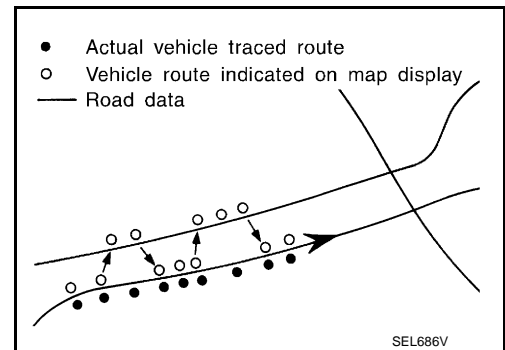 Actual vehicle traced route
Vehicle route indicated on map display
Road data
SEL686V